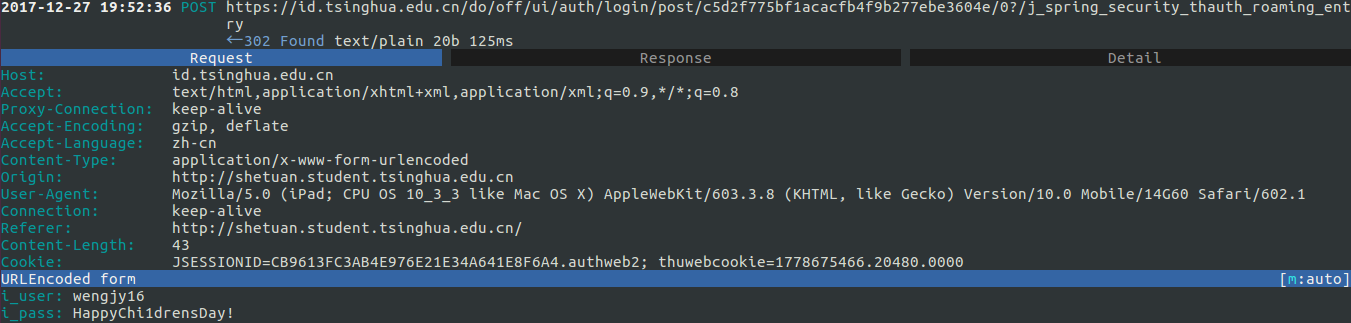 2017-12-27 19:52:36 POST https://id.tsinghua.edu.cn/do/off/ui/auth/login/post/c5d2f775bf1acacfb4f9b277ebe3604e/0?/j_spring_security_thauth_roaming_ent
ry
←302 Found text/plain 20b 125ms
Request Response Detail
Host: id.tsinghua.edu.cn
Accept: text/html,application/xhtml+xml,application/xml;q=0.9,*/*;q=0.8
Proxy-Connection: keep-alive
Accept-Encoding: gzip, deflate
Accept-Language: zh-cn
Content-Type: application/x-www-form-urlencoded
Origin: http://shetuan.student.tsinghua.edu.cn
User-Agent: Mozilla/5.0 (iPad; CPU OS 10_3_3 like Mac OS X) AppleWebKit/603.3.8 (KHTML, like Gecko) Version/10.0 Mobile/14G60 Safari/602.1
Connection: keep-alive
Referer: http://shetuan.student.tsinghua.edu.cn/
Content-Length: 43
Cookie: JSESSIONID=CB9613FC3AB4E976E21E34A641E8F6A4.authweb2; thuwebcookie=1778675466.20480.0000
URLEncoded form [m:auto]
i_user: wengjy16
i_pass: HappyChi1drensDay!